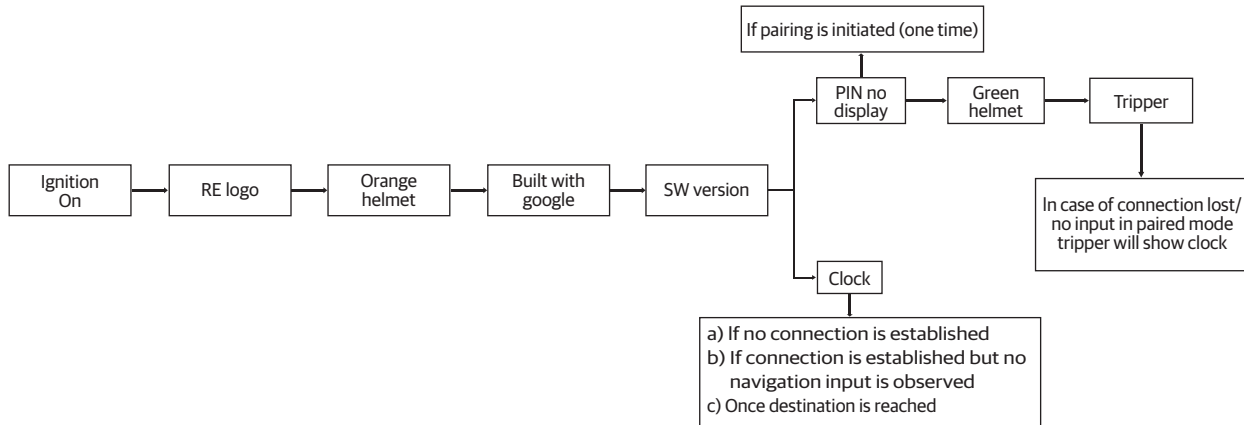 If pairing is initiated (one time)
PIN no
display
Green
helmet
Tripper
Ignition
On
RE logo
Orange
helmet
Built with
google
SW version
In case of connection lost/
no input in paired mode
tripper will show clock
Clock
a) If no connection is established
b) If connection is established but no
navigation input is observed
c) Once destination is reached